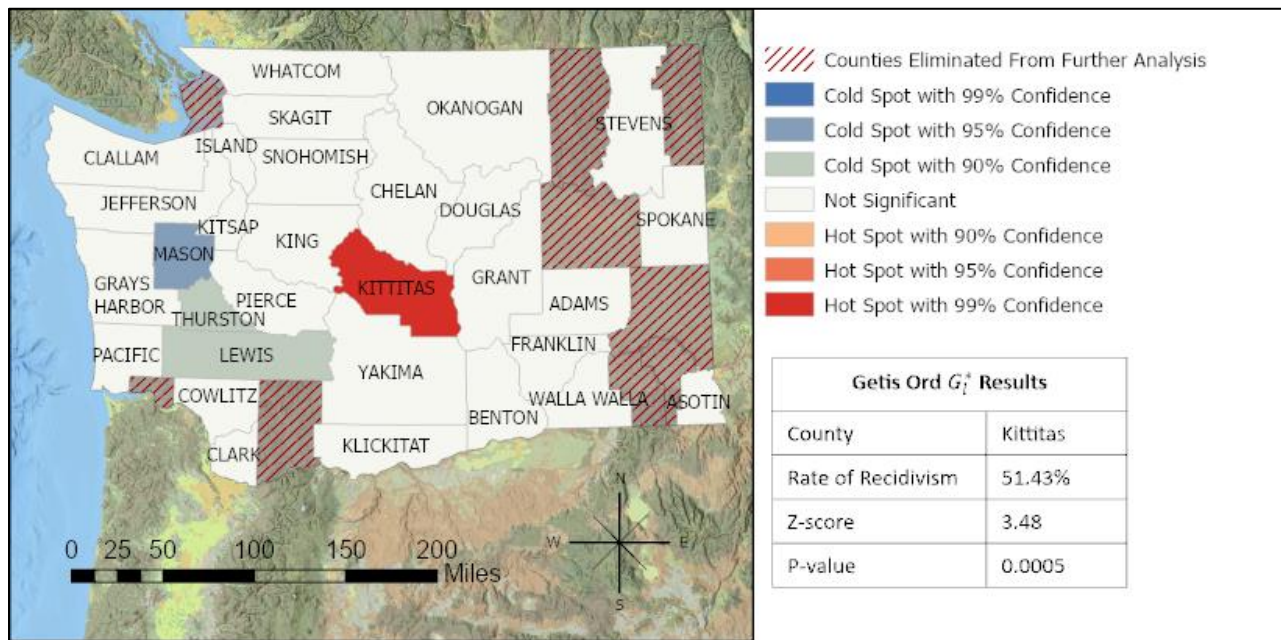 WHATCOM
SKAGIT
OKANOGAN
STEVENS
ISLAND
SNOHOMISH
CLALLAM
CHELAN
JEFFERSON
DOUGLAS
KITSAP
SPOKANE
KING
MASON
GRANT
GRAYS
HARBOR
KITTITAS
PIERCE
ADAMS
THURSTON
FRANKLIN
PACIFIC
LEWIS
YAKIMA
COWLITZ
WALLA WALLA
ASOTIN
BENTON
KLICKITAT
CLARK
N
W
E
S
0 25 50 100 150 200
Miles
Counties Eliminated From Further Analysis
Cold Spot with 99% Confidence
Cold Spot with 95% Confidence
Cold Spot with 90% Confidence
Not Significant
Hot Spot with 90% Confidence
Hot Spot with 95% Confidence
Hot Spot with 99% Confidence
Getis Ord G_i^* Results
County Kittitas
Rate of Recidivism 51.43%
Z-score 3.48
P-value 0.0005